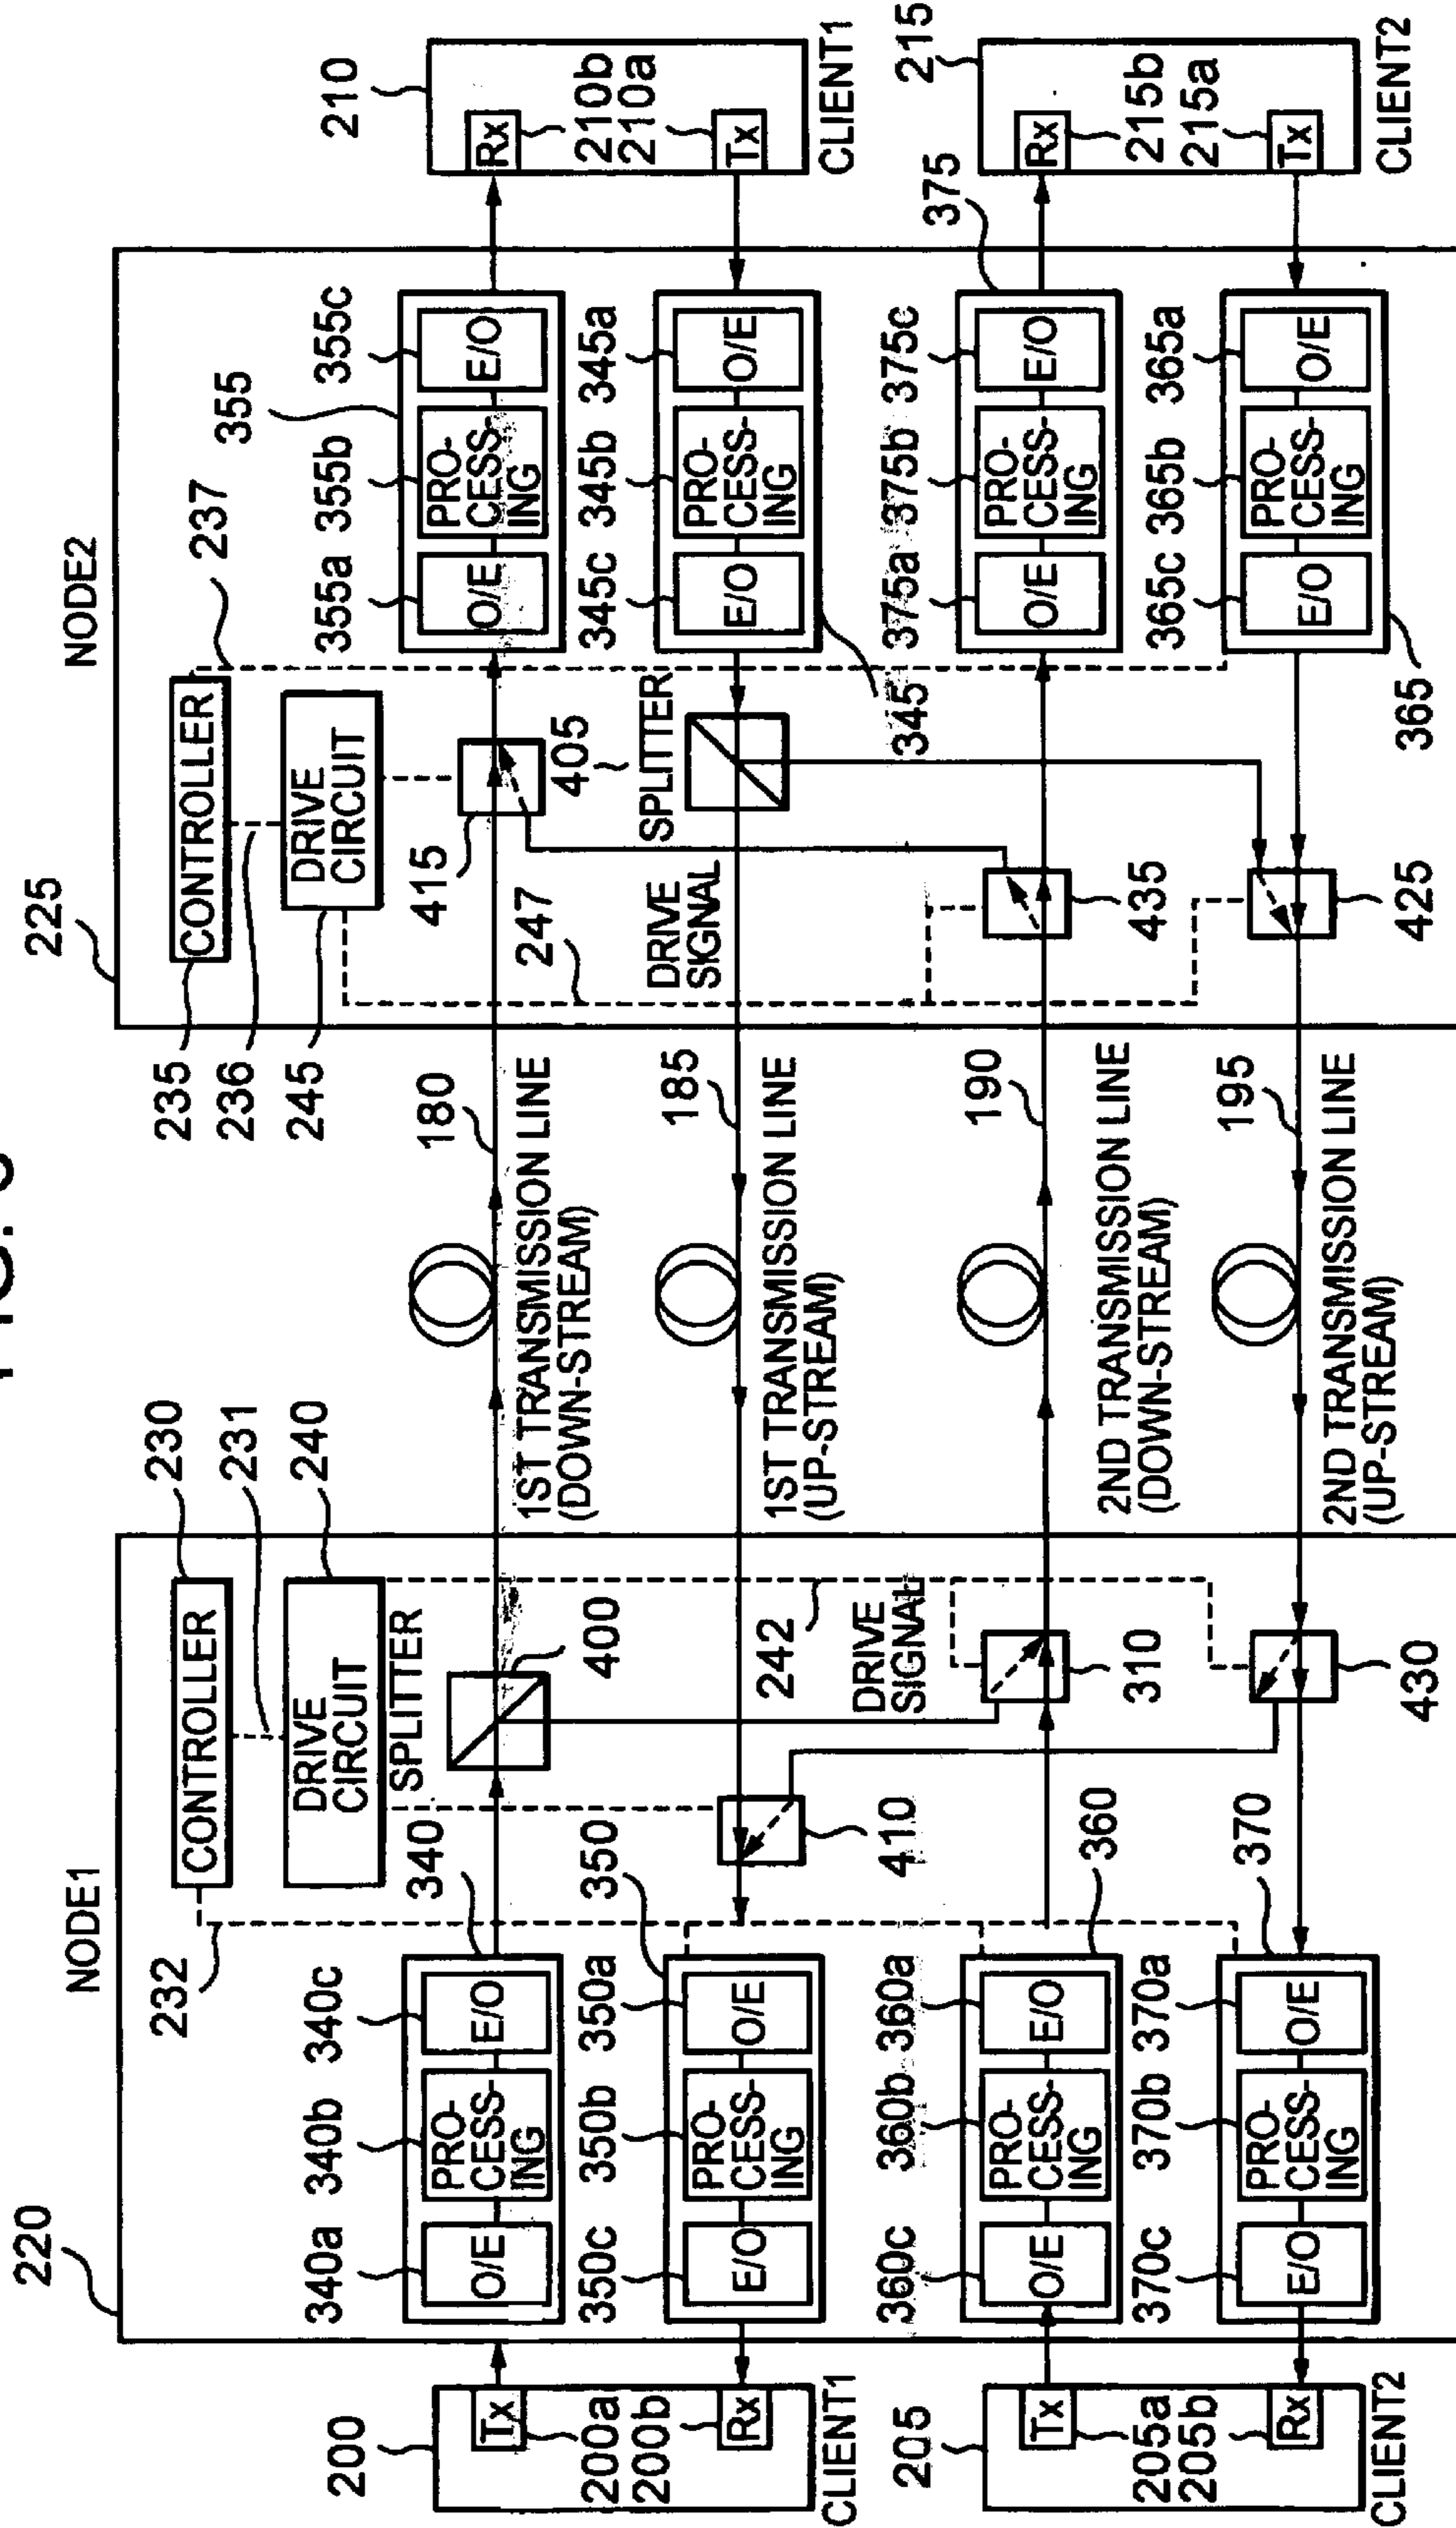 NODE1
NODE2
220
225
CONTROLLER
230
231
232
DRIVE
CIRCUIT
240
SPLITTER
400
340
340a
340b
340c
O/E
PRO-
CESS-
ING
E/O
350
350a
350b
350c
E/O
PRO-
CESS-
ING
O/E
410
242
DRIVE
SIGNAL
310
360
360a
360b
360c
O/E
PRO-
CESS-
ING
E/O
430
370
370a
370b
370c
E/O
PRO-
CESS-
ING
O/E
200
Tx
200a
200b
Rx
CLIENT1
205
Tx
205a
205b
Rx
CLIENT2
180
1ST TRANSMISSION LINE
(DOWN-STREAM)
185
1ST TRANSMISSION LINE
(UP-STREAM)
190
2ND TRANSMISSION LINE
(DOWN-STREAM)
195
2ND TRANSMISSION LINE
(UP-STREAM)
235
236
245
CONTROLLER
237
DRIVE
CIRCUIT
415
405
SPLITTER
247
DRIVE
SIGNAL
435
425
355
355a
355b
355c
O/E
PRO-
CESS-
ING
E/O
345
345c
345b
345a
E/O
PRO-
CESS-
ING
O/E
375
375a
375b
375c
O/E
PRO-
CESS-
ING
E/O
365
365c
365b
365a
E/O
PRO-
CESS-
ING
O/E
210
Rx
210b
210a
Tx
CLIENT1
215
Rx
215b
215a
Tx
CLIENT2